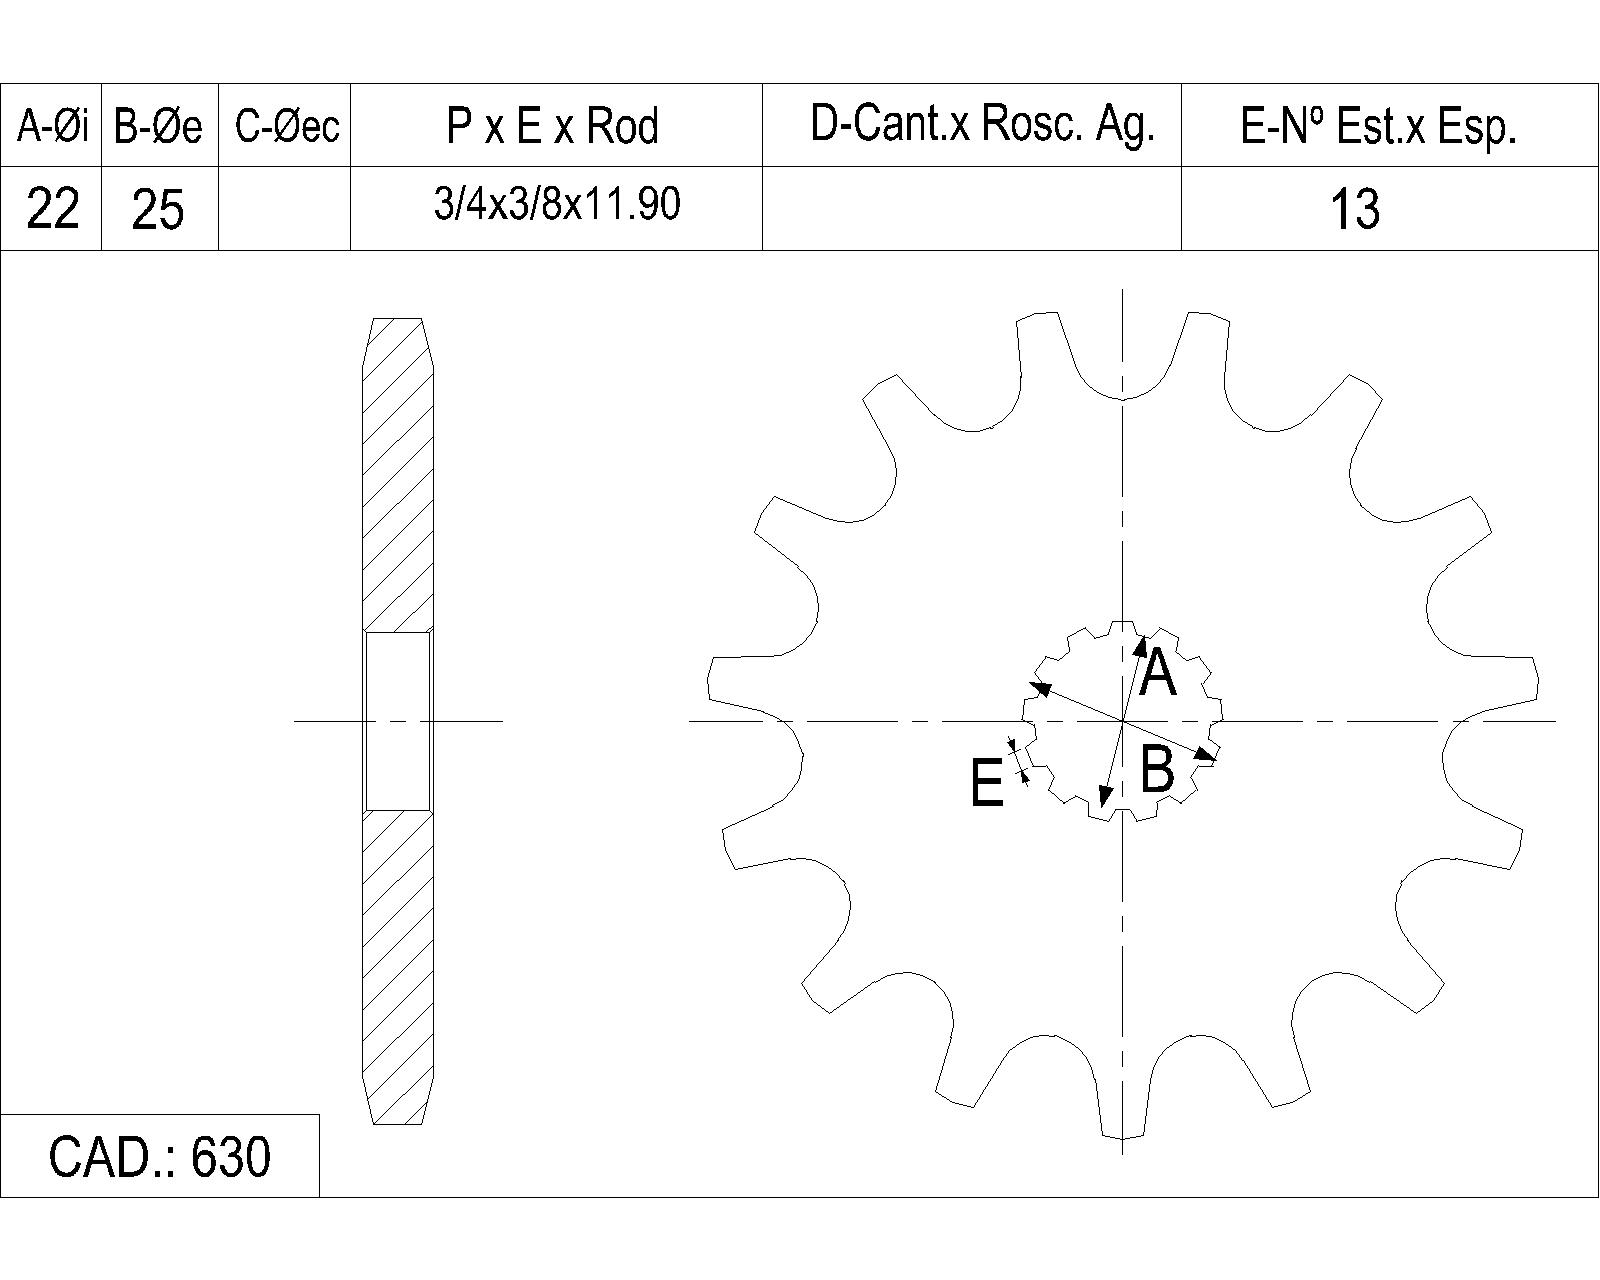 A-Øi B-Øe C-Øec P x E x Rod D-Cant.x Rosc. Ag. E-Nº Est.x Esp.
22 25 3/4x3/8x11.90 13
A
B
E
CAD.: 630